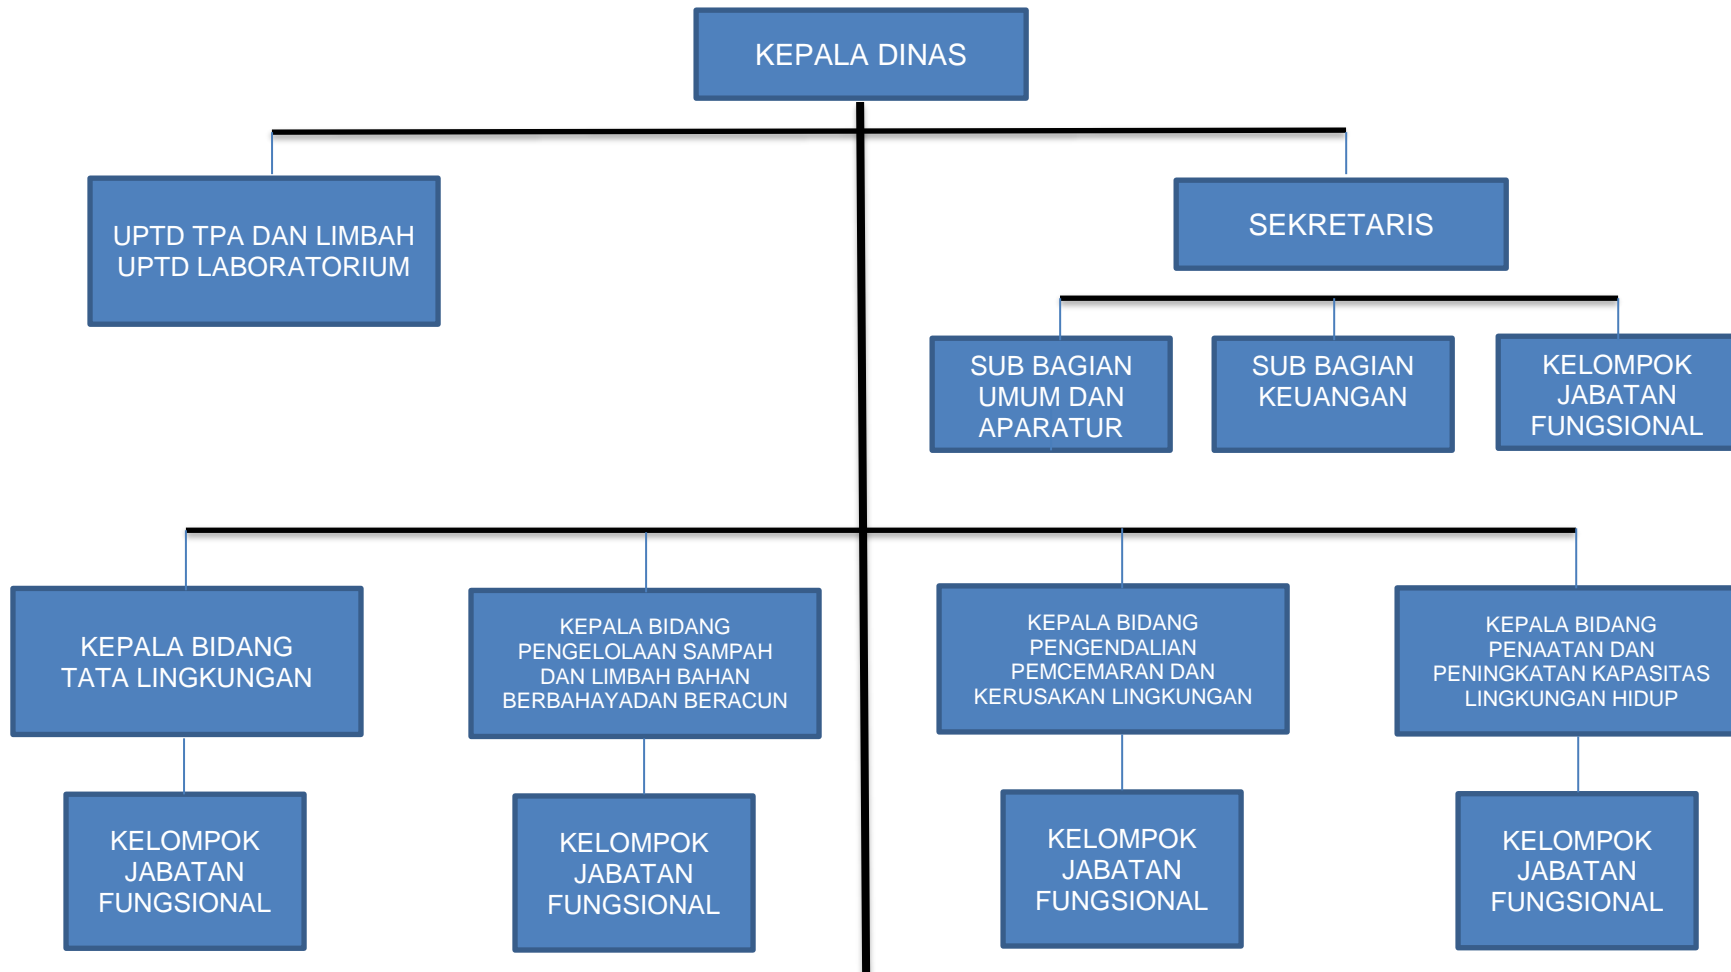 KEPALA DINAS
UPTD TPA DAN LIMBAH
UPTD LABORATORIUM
SEKRETARIS
SUB BAGIAN
UMUM DAN
APARATUR
SUB BAGIAN
KEUANGAN
KELOMPOK
JABATAN
FUNGSIONAL
KEPALA BIDANG
TATA LINGKUNGAN
KEPALA BIDANG
PENGELOLAAN SAMPAH
DAN LIMBAH BAHAN
BERBAHAYADAN BERACUN
KEPALA BIDANG
PENGENDALIAN
PEMCEMARAN DAN
KERUSAKAN LINGKUNGAN
KEPALA BIDANG
PENAATAN DAN
PENINGKATAN KAPASITAS
LINGKUNGAN HIDUP
KELOMPOK
JABATAN
FUNGSIONAL
KELOMPOK
JABATAN
FUNGSIONAL
KELOMPOK
JABATAN
FUNGSIONAL
KELOMPOK
JABATAN
FUNGSIONAL